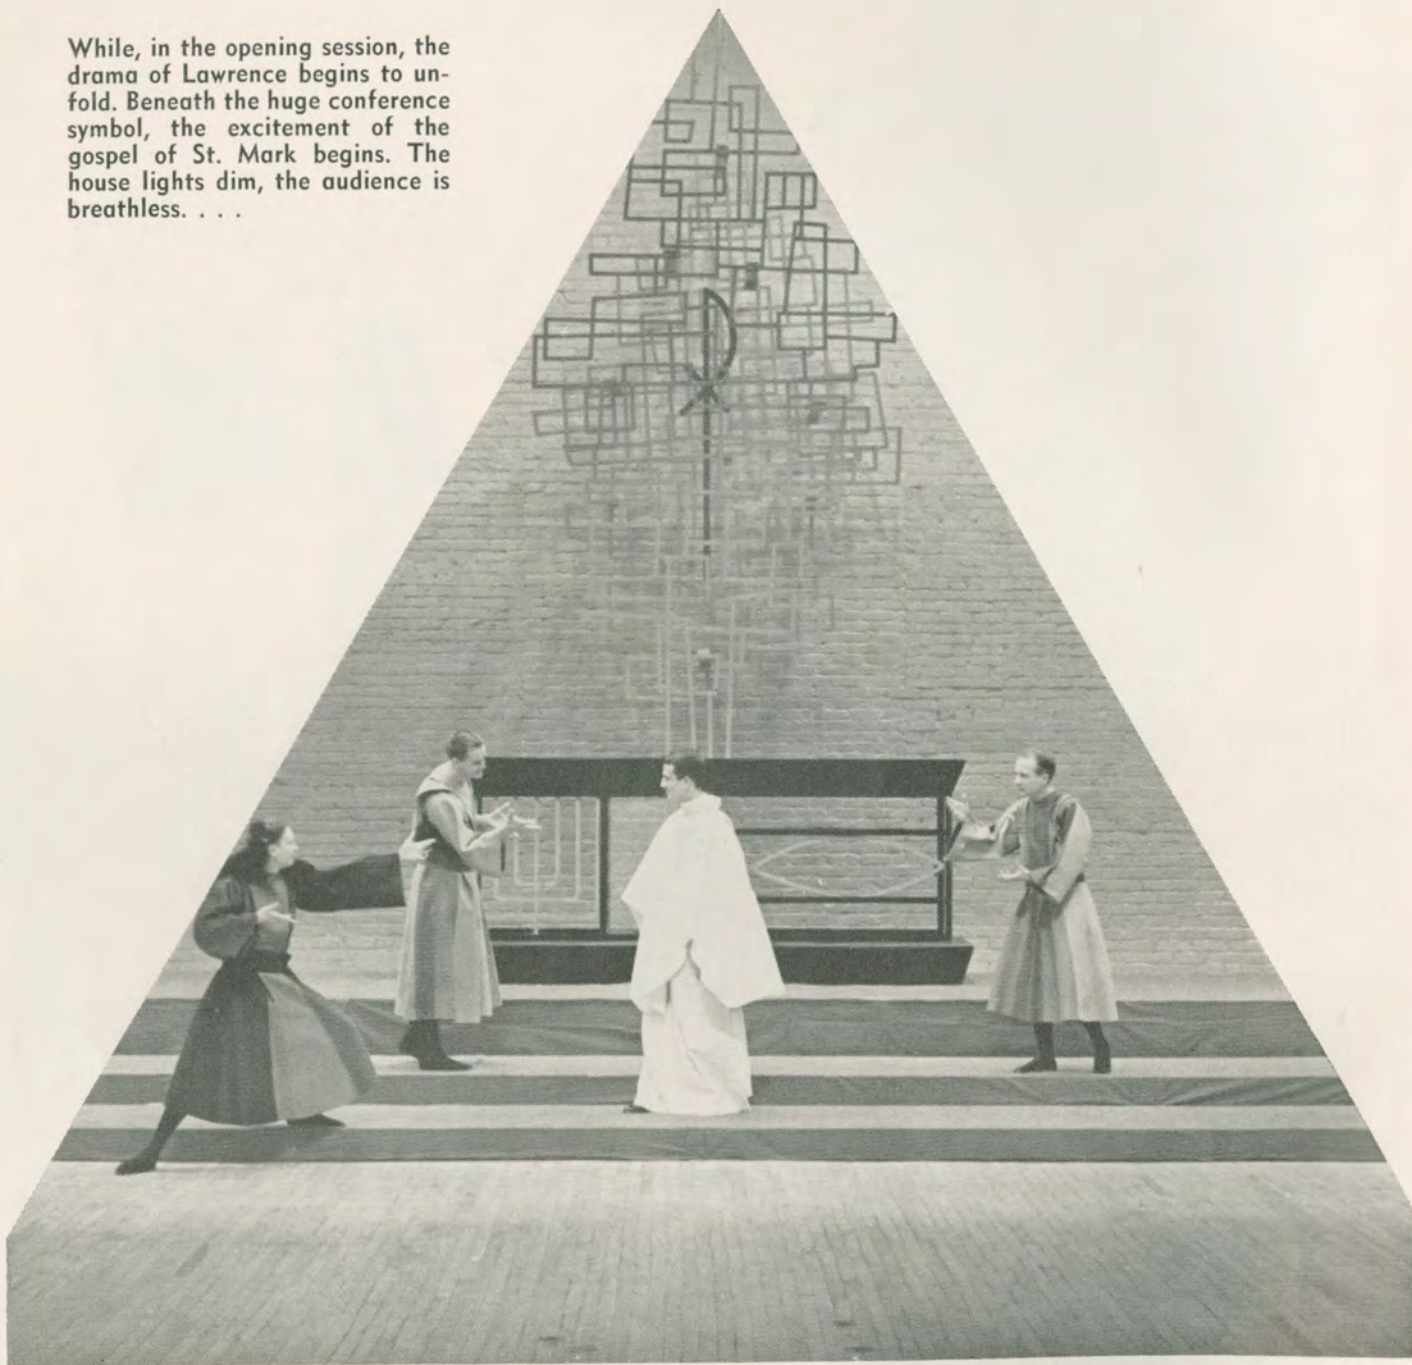 While, in the opening session, the
drama of Lawrence begins to un-
fold. Beneath the huge conference
symbol, the excitement of the
gospel of St. Mark begins. The
house lights dim, the audience is
breathless. . . .